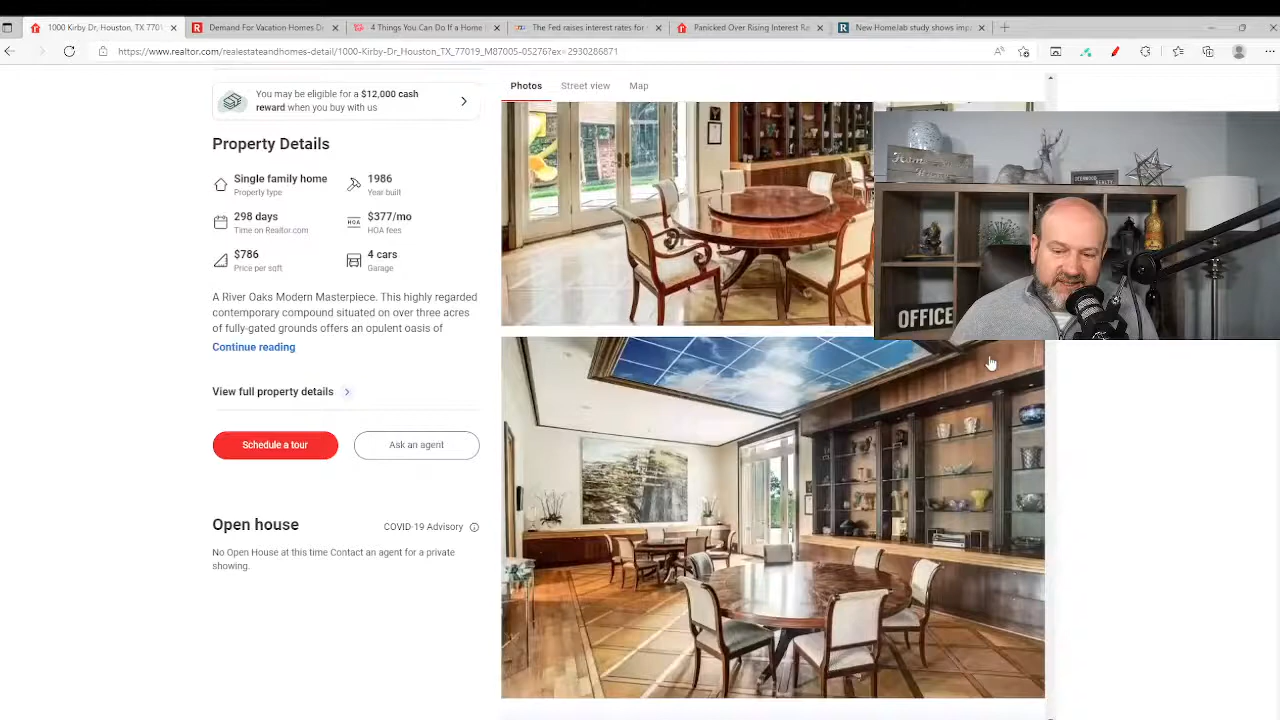 1000 Kirby Dr, Houston, TX 7701
Demand For Vacation Homes D
4 Things You Can Do If a Home
The Fed raises interest rates for
Panicked Over Rising Interest Ra
New HomeJab study shows imp
https://www.realtor.com/realestateandhomes-detail/1000-Kirby-Dr_Houston_TX_77019_M87005-05276?ex=2930286871
Photos
Street view
Map
You may be eligible for a $12,000 cash
reward when you buy with us
Property Details
Single family home
Property type
1986
Year built
298 days
Time on Realtor.com
HOA
$377/mo
HOA fees
$786
Price per sqft
4 cars
Garage
A River Oaks Modern Masterpiece. This highly regarded
contemporary compound situated on over three acres
of fully-gated grounds offers an opulent oasis of
Continue reading
View full property details
Schedule a tour
Ask an agent
Open house
COVID-19 Advisory
No Open House at this time Contact an agent for a private
showing.
OFFICE